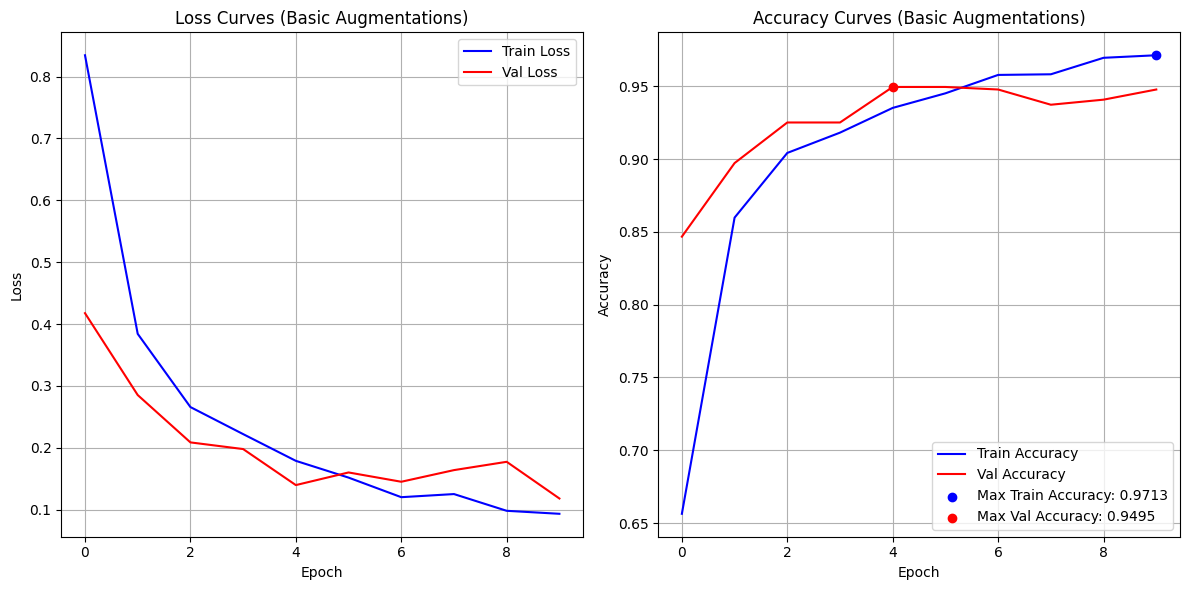 Loss Curves (Basic Augmentations)
Train Loss
Val Loss
0.8
0.7
0.6
0.5
0.4
0.3
0.2
0.1
Loss
0 2 4 6 8
Epoch
Accuracy Curves (Basic Augmentations)
0.95
0.90
0.85
0.80
0.75
0.70
0.65
Accuracy
Train Accuracy
Val Accuracy
Max Train Accuracy: 0.9713
Max Val Accuracy: 0.9495
0 2 4 6 8
Epoch